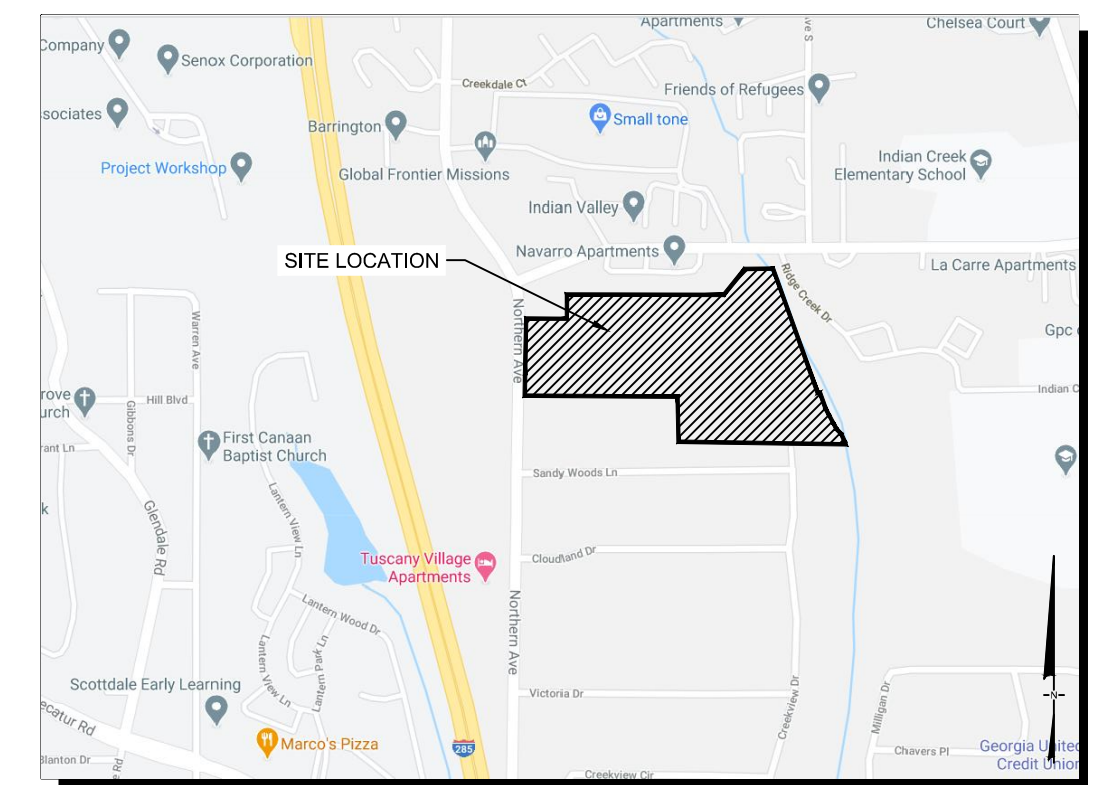 Apartments
ve S
Chelsea Court
Company
Senox Corporation
Creekdale Ct
Friends of Refugees
sociates
Barrington
Small tone
Project Workshop
Global Frontier Missions
Indian Creek
Elementary School
Indian Valley
Navarro Apartments
SITE LOCATION
La Carre Apartments
Ridge Creek Dr
Northern Ave
Warren Ave
Gpc
rove
urch
Hill Blvd
Gibbons Dr
Indian C
rant Ln
First Canaan
Baptist Church
Sandy Woods Ln
k
Glendale Rd
Lantern View Ln
Tuscany Village
Apartments
Cloudland Dr
Northern Ave
Lantern Wood Dr
Lantern View Ln
Lantern Park Ln
Scottdale Early Learning
Victoria Dr
Creekview Dr
Milligan Dr
N
ecatur Rd
Marco's Pizza
285
Chavers Pl
Georgia United
Credit Union
Blanton Dr
e Rd
Creekview Cir